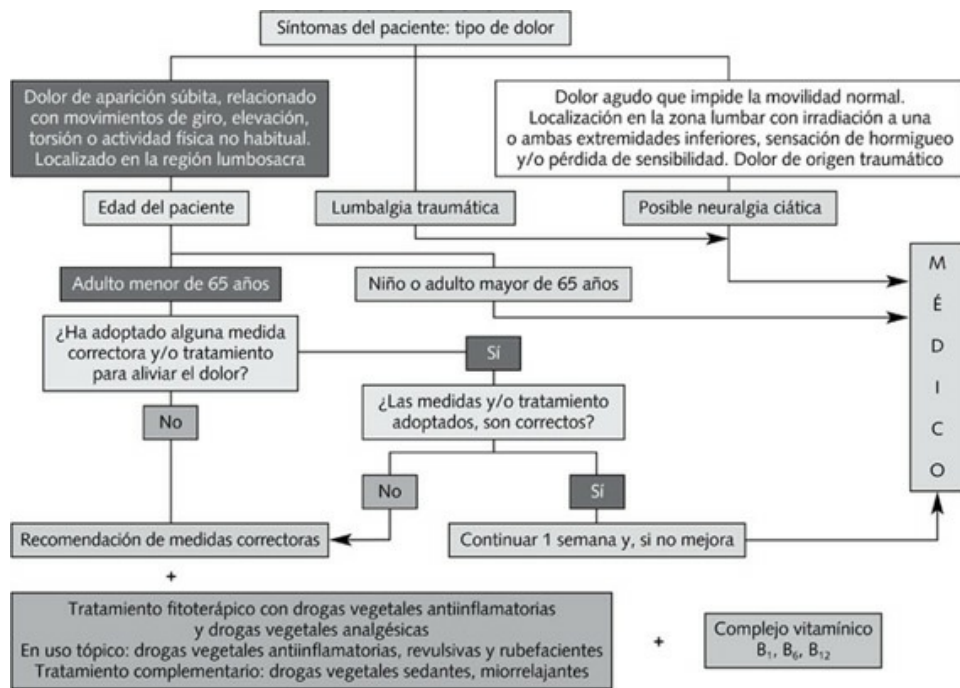 Síntomas del paciente: tipo de dolor
Dolor de aparición súbita, relacionado
con movimientos de giro, elevación,
torsión o actividad física no habitual.
Localizado en la región lumbosacra
Dolor agudo que impide la movilidad normal.
Localización en la zona lumbar con irradiación a una
o ambas extremidades inferiores, sensación de hormigueo
y/o pérdida de sensibilidad. Dolor de origen traumático
Edad del paciente
Lumbalgia traumática
Posible neuralgia ciática
Adulto menor de 65 años
Niño o adulto mayor de 65 años
MÉDICO
¿Ha adoptado alguna medida
correctora y/o tratamiento
para aliviar el dolor?
Sí
No
¿Las medidas y/o tratamiento
adoptados, son correctos?
No
Sí
Recomendación de medidas correctoras
Continuar 1 semana y, si no mejora
+
Tratamiento fitoterápico con drogas vegetales antiinflamatorias
y drogas vegetales analgésicas
En uso tópico: drogas vegetales antiinflamatorias, revulsivas y rubefacientes
Tratamiento complementario: drogas vegetales sedantes, miorrelajantes
+
Complejo vitamínico
B₁, B₆, B₁₂